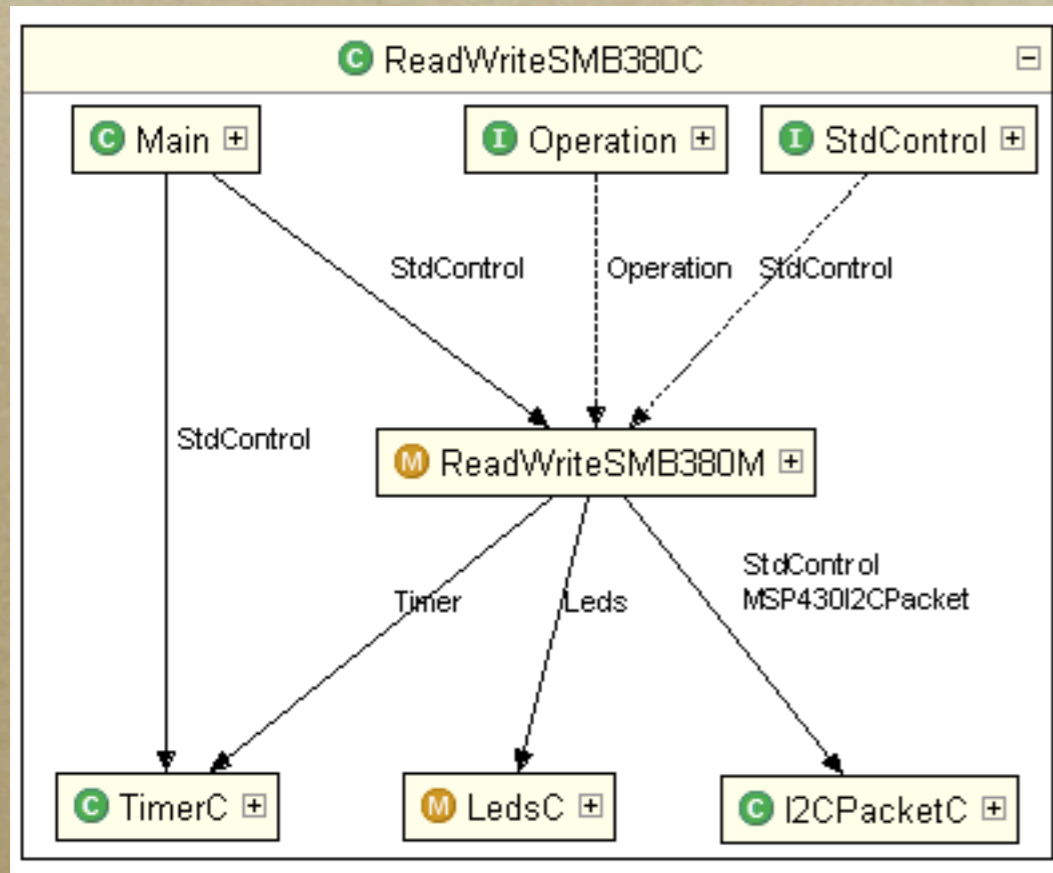 C ReadWriteSMB380C
C Main
I Operation
I StdControl
StdControl
Operation
StdControl
StdControl
M ReadWriteSMB380M
Timer
Leds
StdControl
MSP430I2CPacket
C TimerC
M LedsC
C I2CPacketC